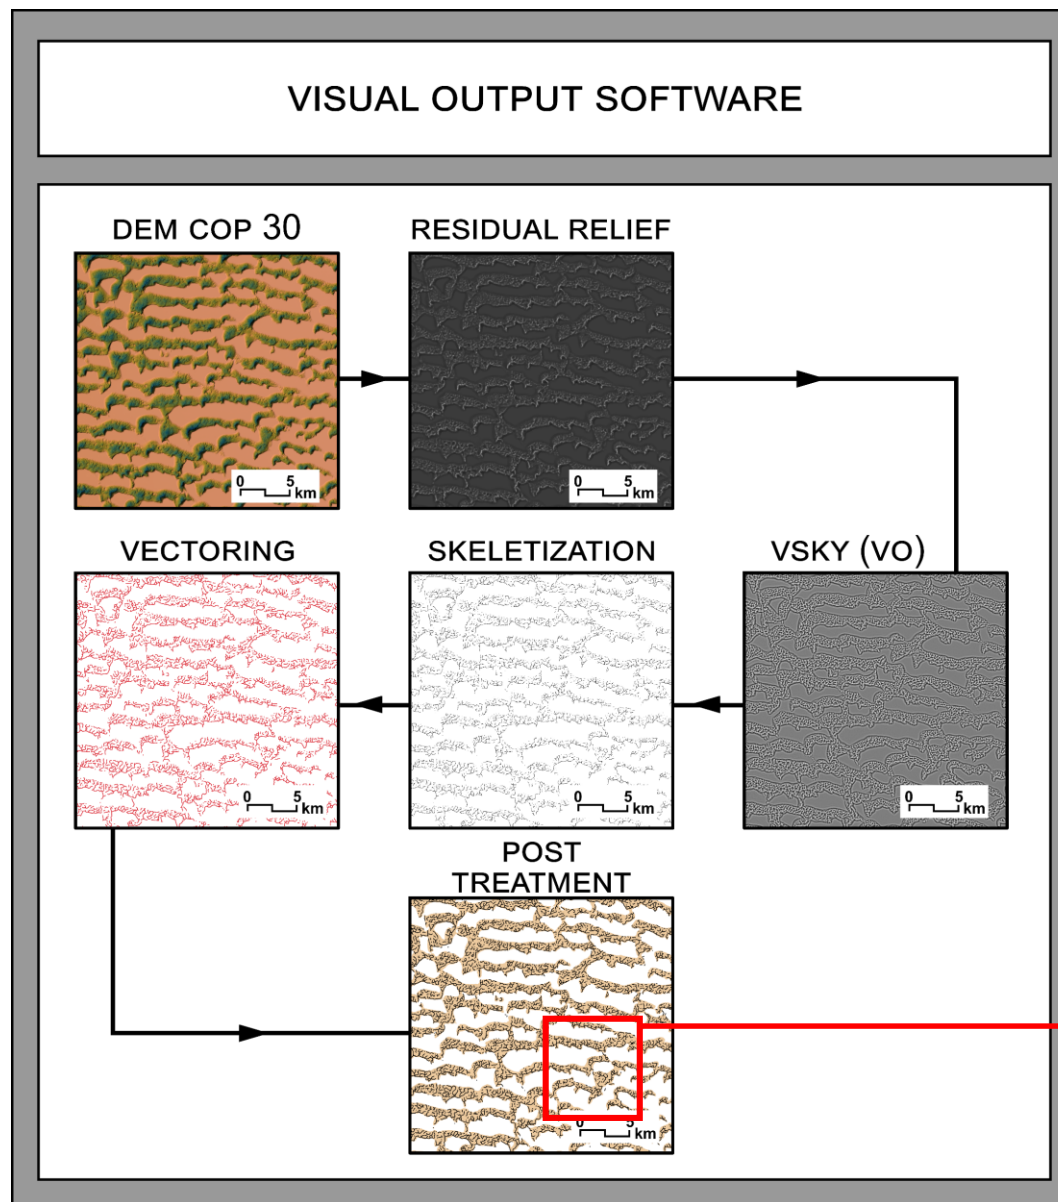 VISUAL OUTPUT SOFTWARE
DEM COP 30
RESIDUAL RELIEF
0 5
km
0 5
km
VECTORING
SKELETIZATION
VSKY (VO)
0 5
km
0 5
km
0 5
km
POST
TREATMENT
0 5
km